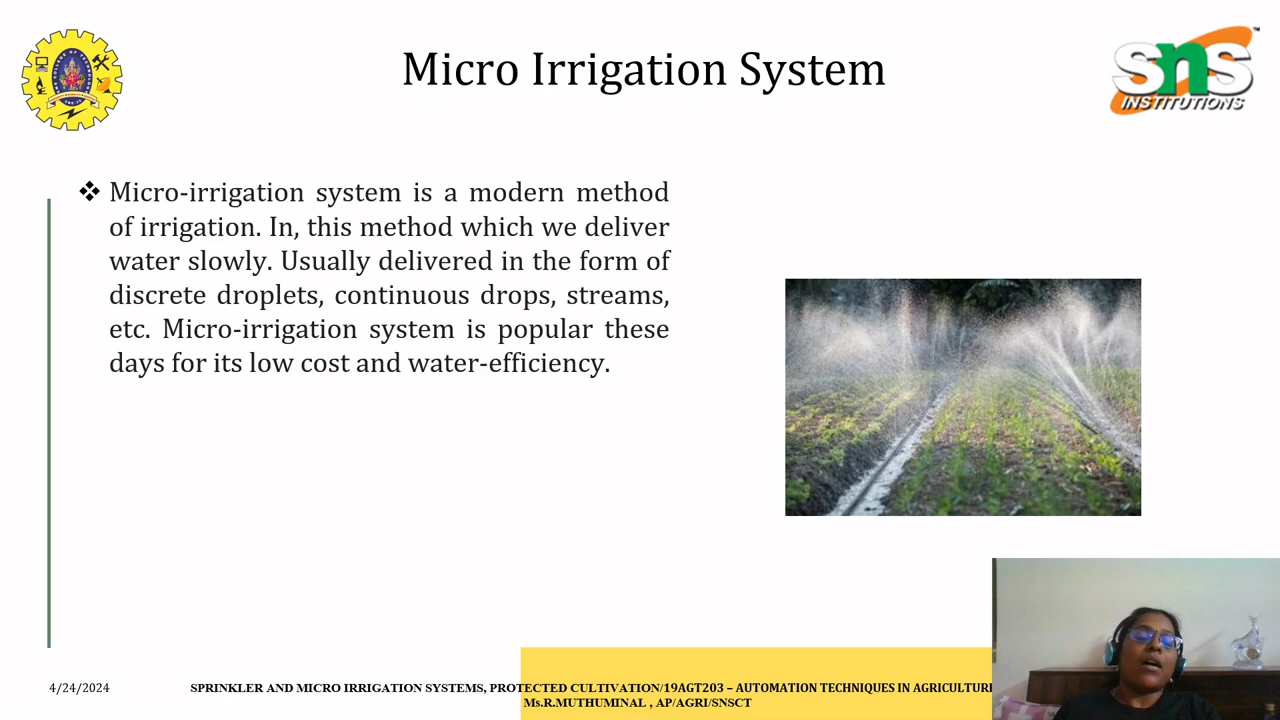 Micro Irrigation System
sns
INSTITUTIONS
❖ Micro-irrigation system is a modern method
of irrigation. In, this method which we deliver
water slowly. Usually delivered in the form of
discrete droplets, continuous drops, streams,
etc. Micro-irrigation system is popular these
days for its low cost and water-efficiency.
4/24/2024
SPRINKLER AND MICRO IRRIGATION SYSTEMS, PROTECTED CULTIVATION/19AGT203 – AUTOMATION TECHNIQUES IN AGRICULTURE
Ms.R.MUTHUMINAL , AP/AGRI/SNSCT